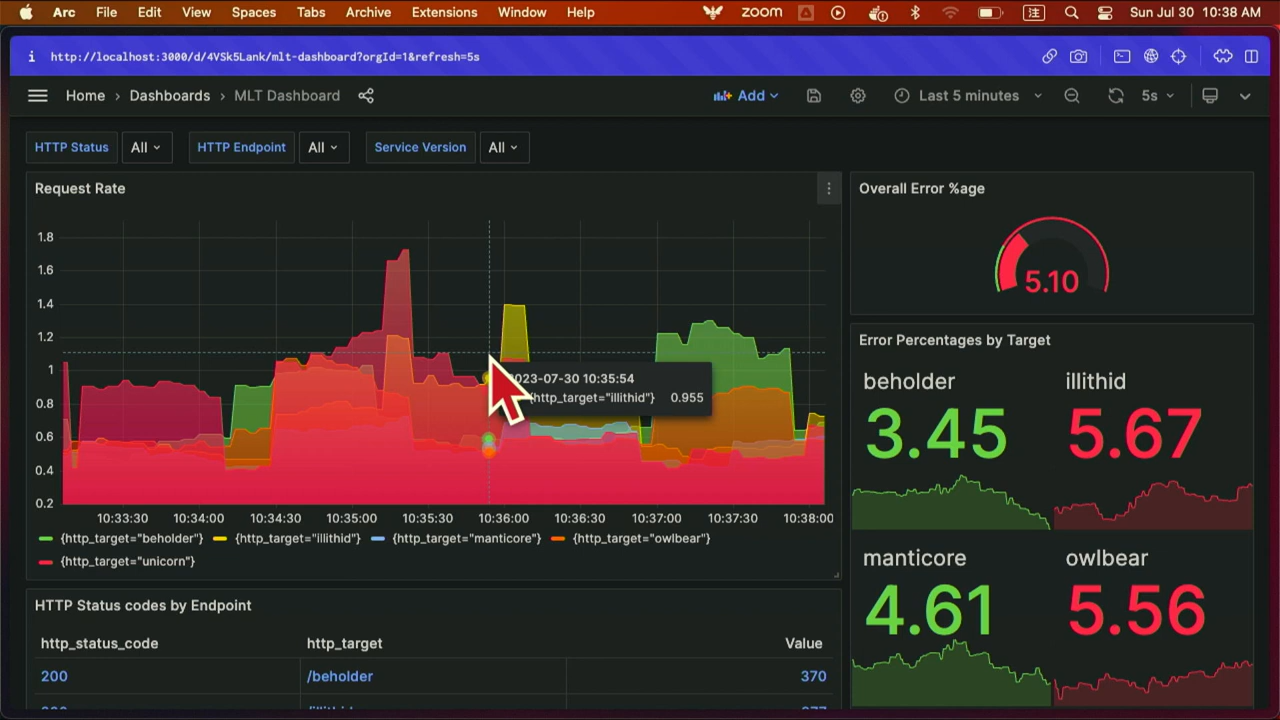 Arc File Edit View Spaces Tabs Archive Extensions Window Help zoom 注 Sun Jul 30 10:38 AM
i http://localhost:3000/d/4VSk5Lank/mlt-dashboard?orgId=1&refresh=5s
Home › Dashboards › MLT Dashboard Add Last 5 minutes 5s
HTTP Status All HTTP Endpoint All Service Version All
Request Rate
1.8
1.6
1.4
1.2
1
0.8
0.6
0.4
0.2
2023-07-30 10:35:54
{http_target="illithid"} 0.955
10:33:30 10:34:00 10:34:30 10:35:00 10:35:30 10:36:00 10:36:30 10:37:00 10:37:30 10:38:00
{http_target="beholder"} {http_target="illithid"} {http_target="manticore"} {http_target="owlbear"}
{http_target="unicorn"}
Overall Error %age
5.10
Error Percentages by Target
beholder illithid
3.45 5.67
manticore owlbear
4.61 5.56
HTTP Status codes by Endpoint
http_status_code http_target Value
200 /beholder 370